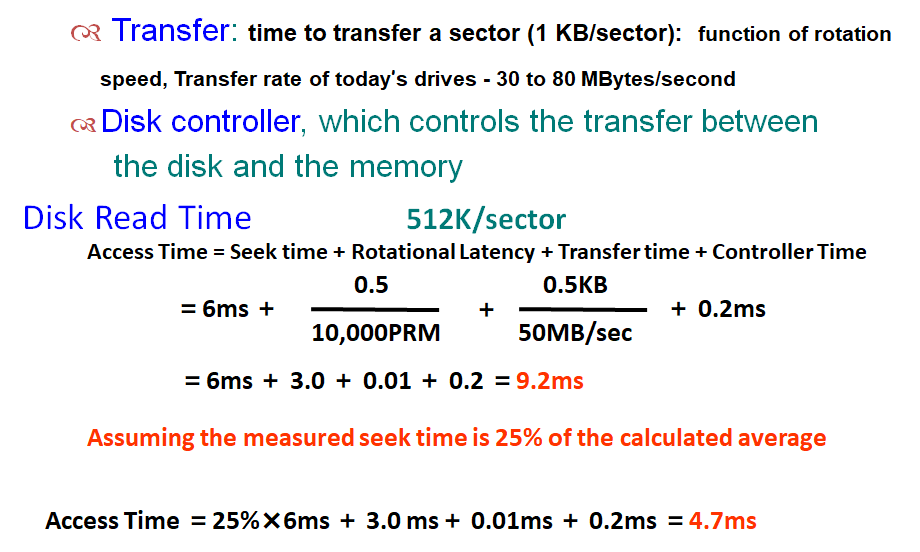 Transfer: time to transfer a sector (1 KB/sector): function of rotation
speed, Transfer rate of today's drives - 30 to 80 MBytes/second
Disk controller, which controls the transfer between
the disk and the memory
Disk Read Time 512K/sector
Access Time = Seek time + Rotational Latency + Transfer time + Controller Time
0.5 0.5KB
= 6ms + + + 0.2ms
10,000PRM 50MB/sec
= 6ms + 3.0 + 0.01 + 0.2 = 9.2ms
Assuming the measured seek time is 25% of the calculated average
Access Time = 25%×6ms + 3.0 ms + 0.01ms + 0.2ms = 4.7ms